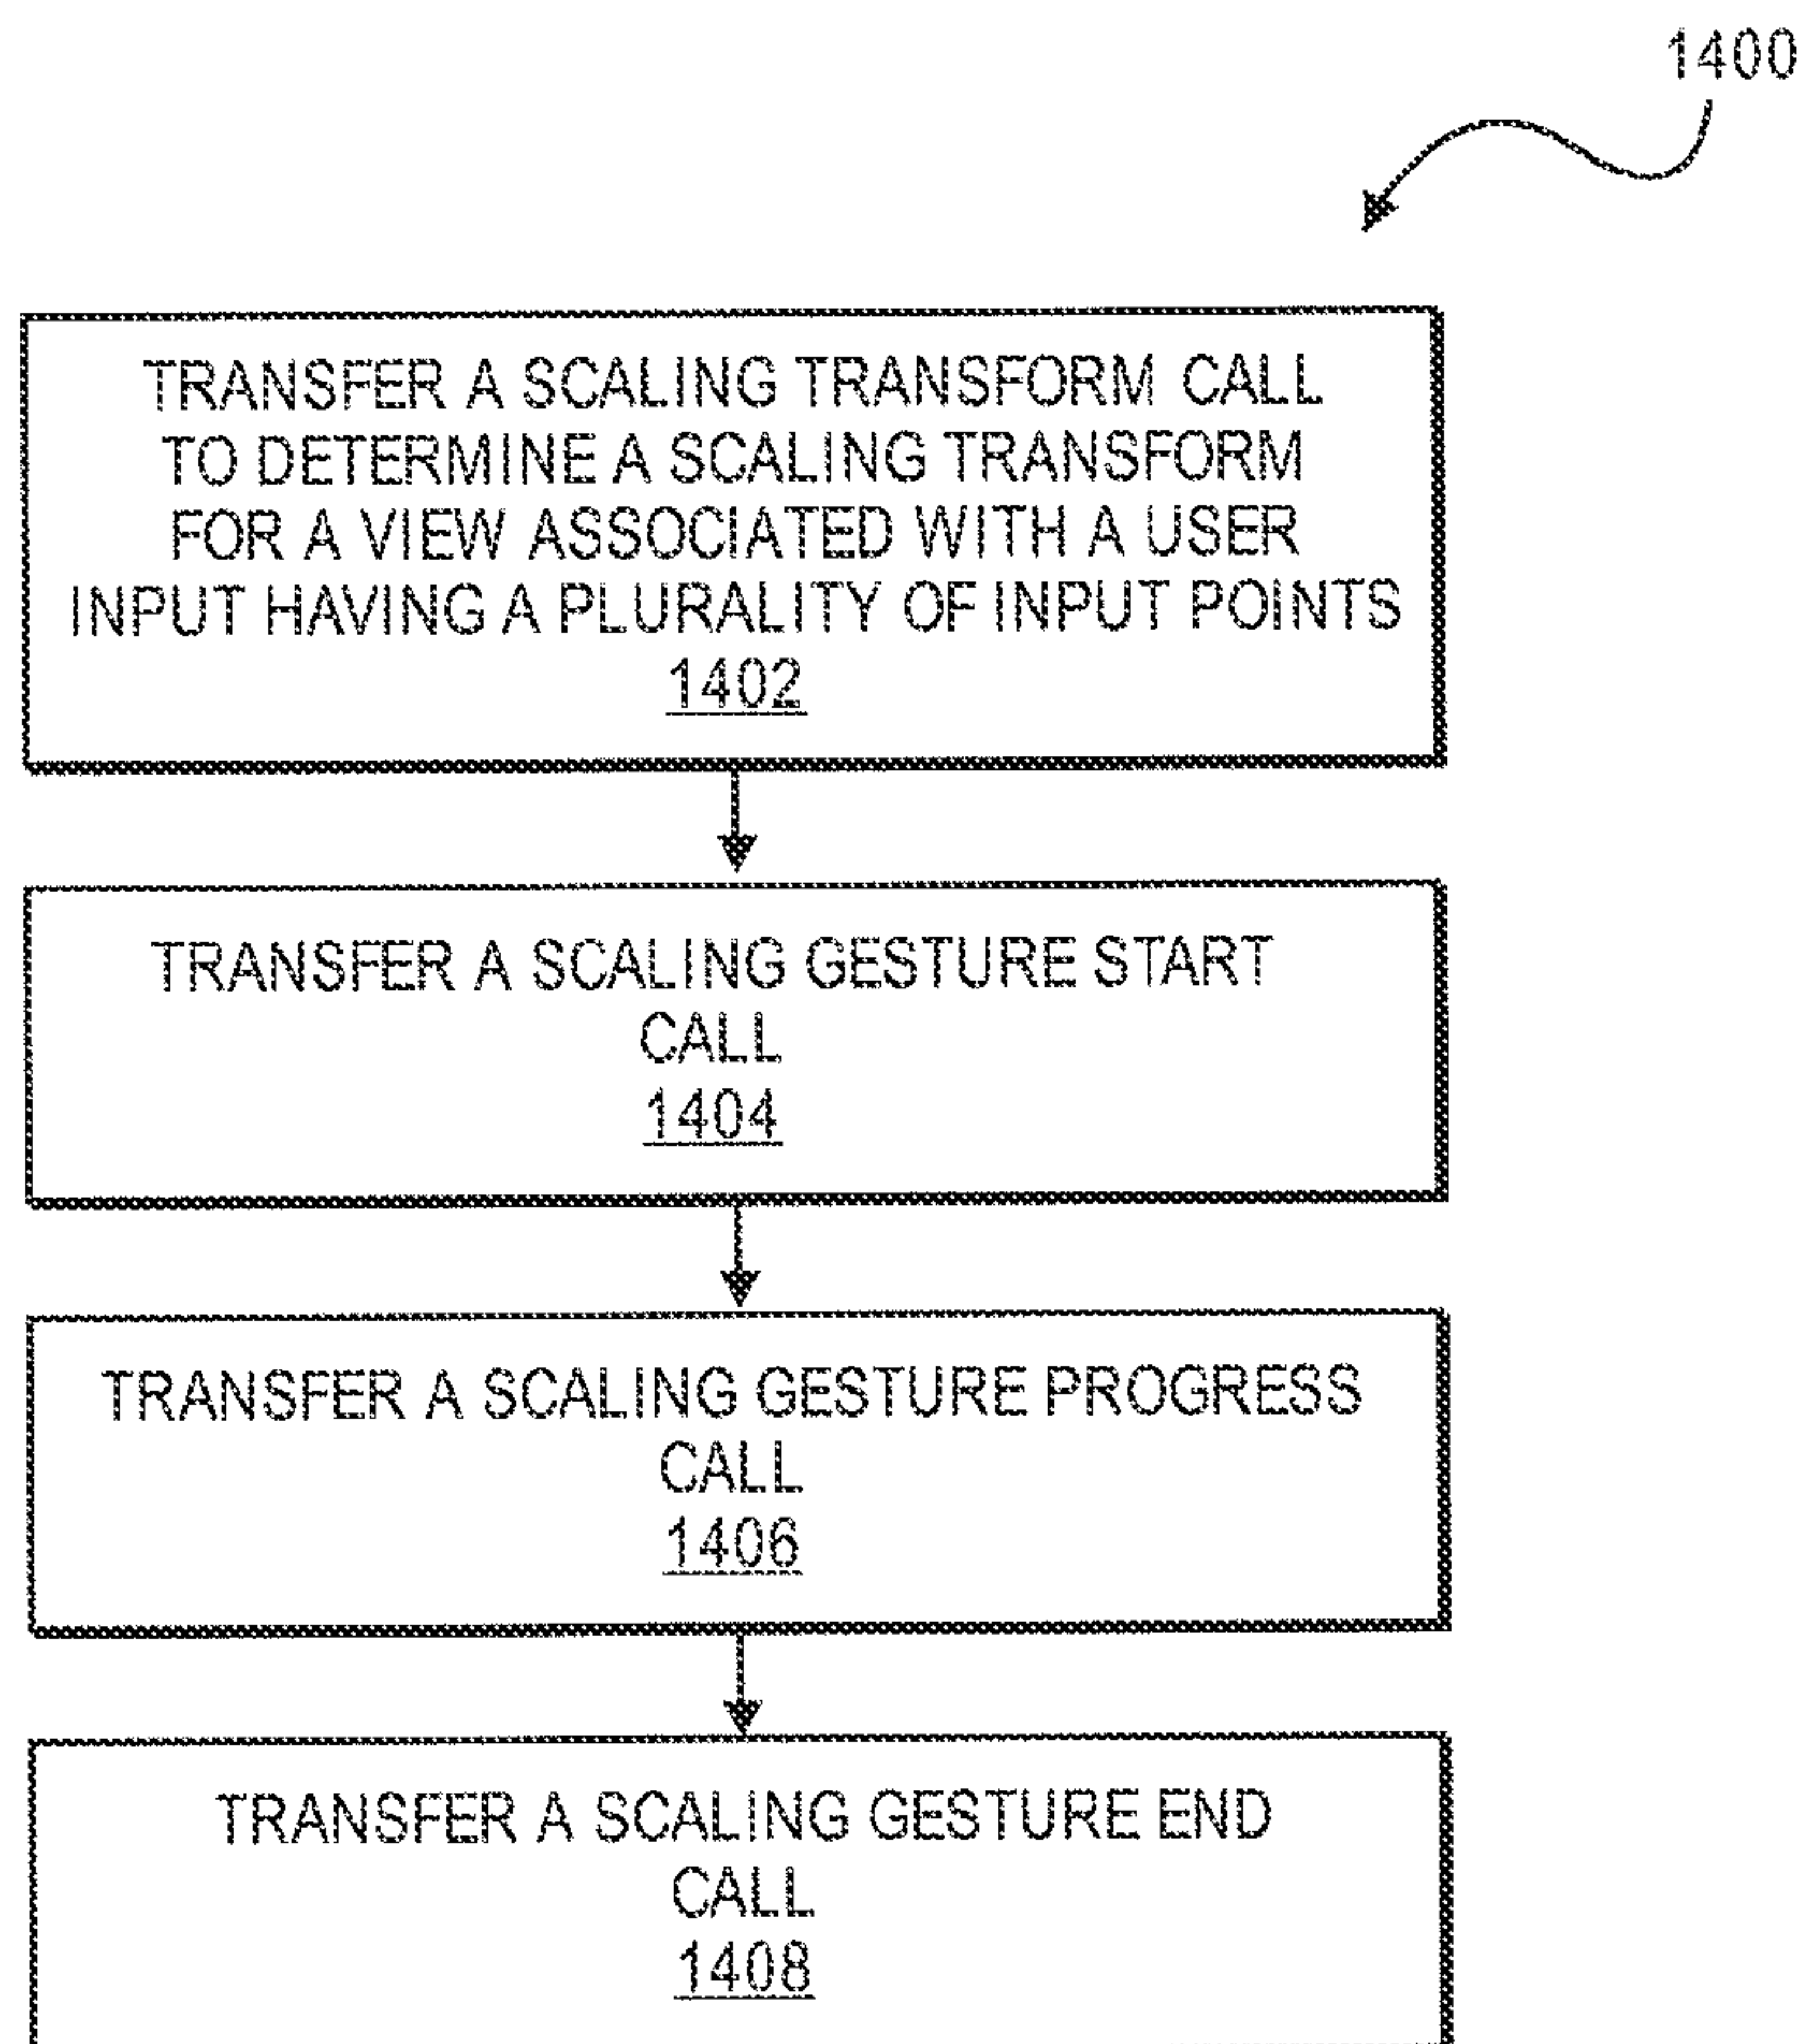 1400
TRANSFER A SCALING TRANSFORM CALL
TO DETERMINE A SCALING TRANSFORM
FOR A VIEW ASSOCIATED WITH A USER
INPUT HAVING A PLURALITY OF INPUT POINTS
1402
TRANSFER A SCALING GESTURE START
CALL
1404
TRANSFER A SCALING GESTURE PROGRESS
CALL
1406
TRANSFER A SCALING GESTURE END
CALL
1408